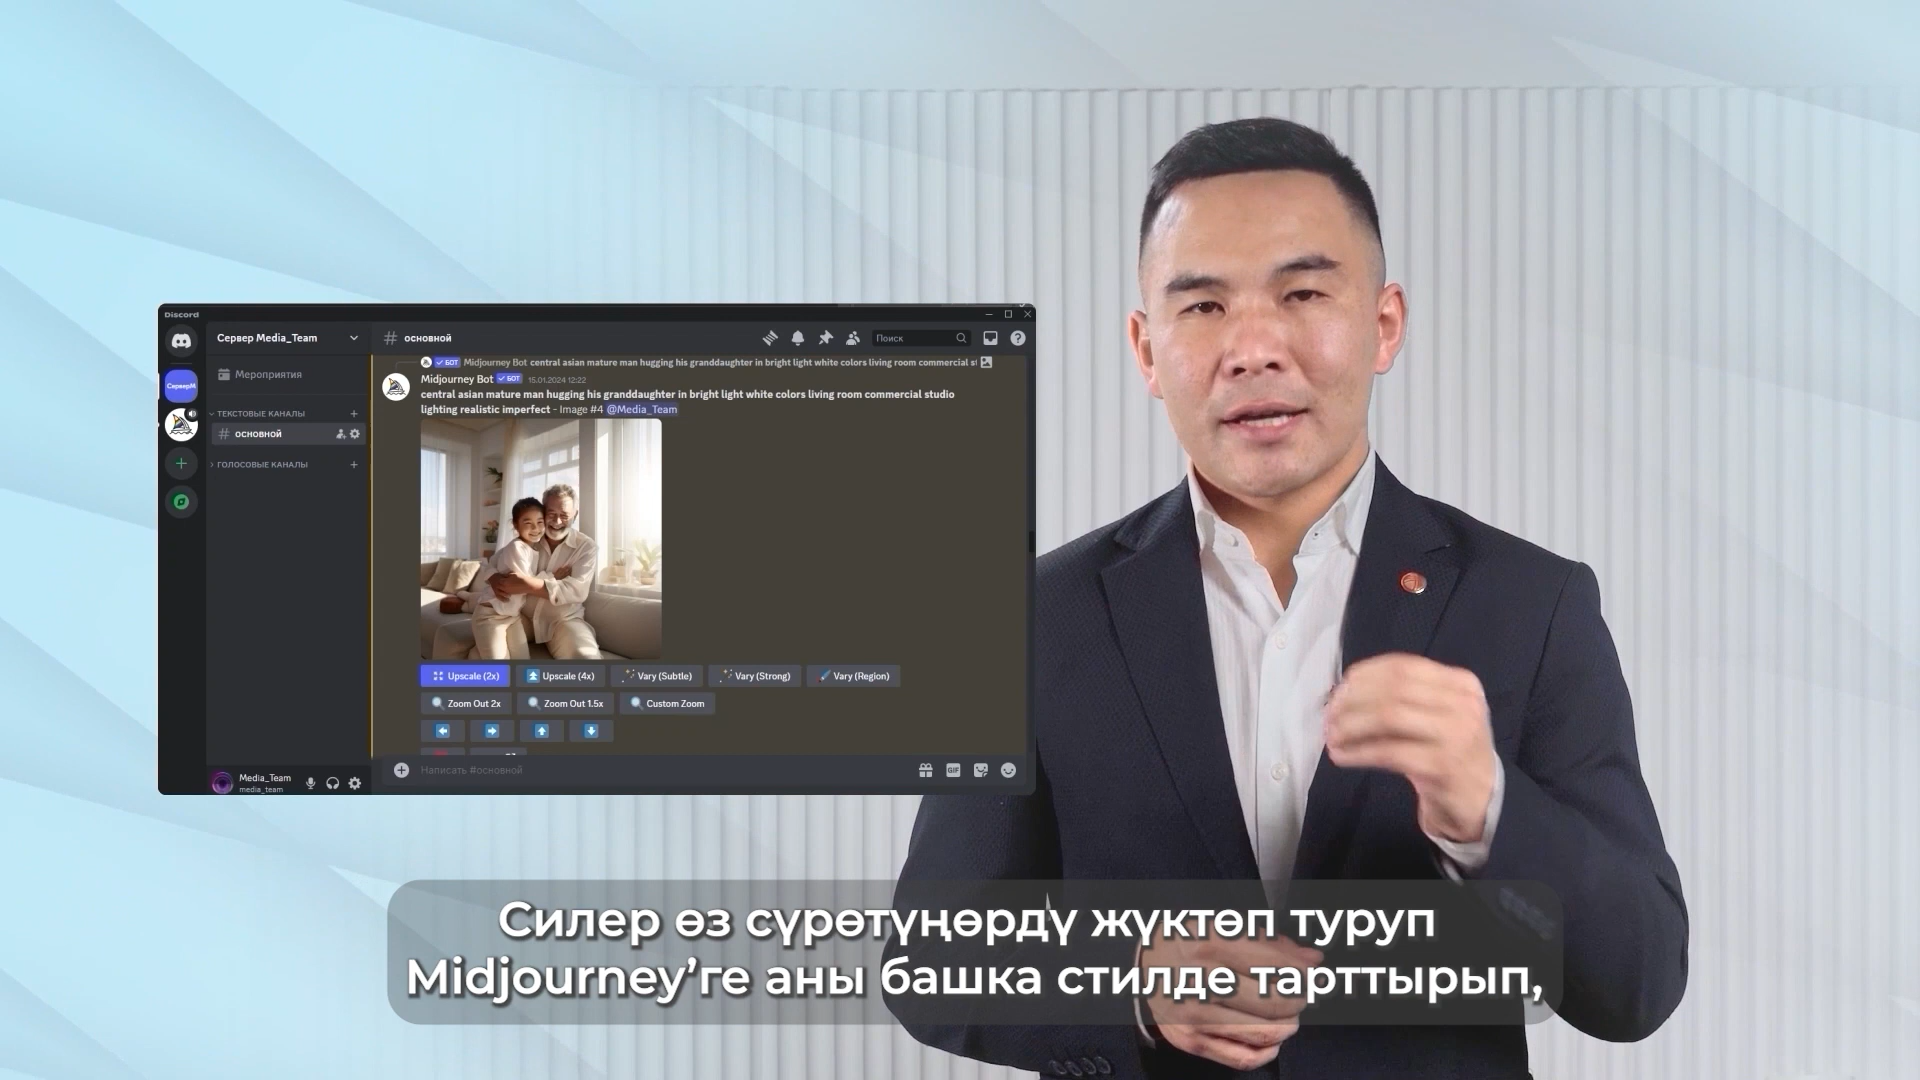 Discord
Сервер Media_Team
основной
Поиск
Мероприятия
ТЕКСТОВЫЕ КАНАЛЫ
основной
ГОЛОСОВЫЕ КАНАЛЫ
СерверM
БОТ Midjourney Bot central asian mature man hugging his granddaughter in bright light white colors living room commercial st
Midjourney Bot БОТ 15.01.2024 12:22
central asian mature man hugging his granddaughter in bright light white colors living room commercial studio
lighting realistic imperfect - Image #4 @Media_Team
Upscale (2x) Upscale (4x) Vary (Subtle) Vary (Strong) Vary (Region)
Zoom Out 2x Zoom Out 1.5x Custom Zoom
Написать #основной
GIF
Media_Team
media_team
Силер өз сүрөтүңөрдү жүктөп туруп
Midjourney’ге аны башка стилде тарттырып,